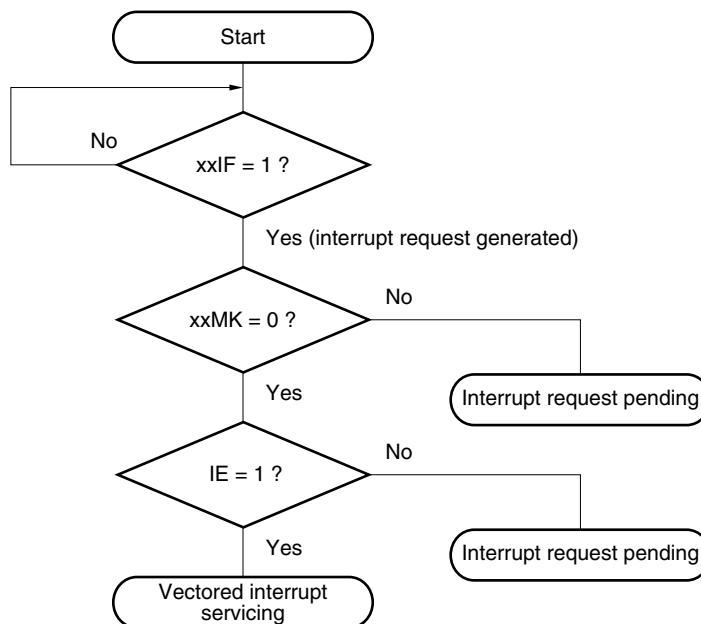 Start
No
xxIF = 1 ?
Yes (interrupt request generated)
xxMK = 0 ?
No
Interrupt request pending
Yes
IE = 1 ?
No
Interrupt request pending
Yes
Vectored interrupt
servicing